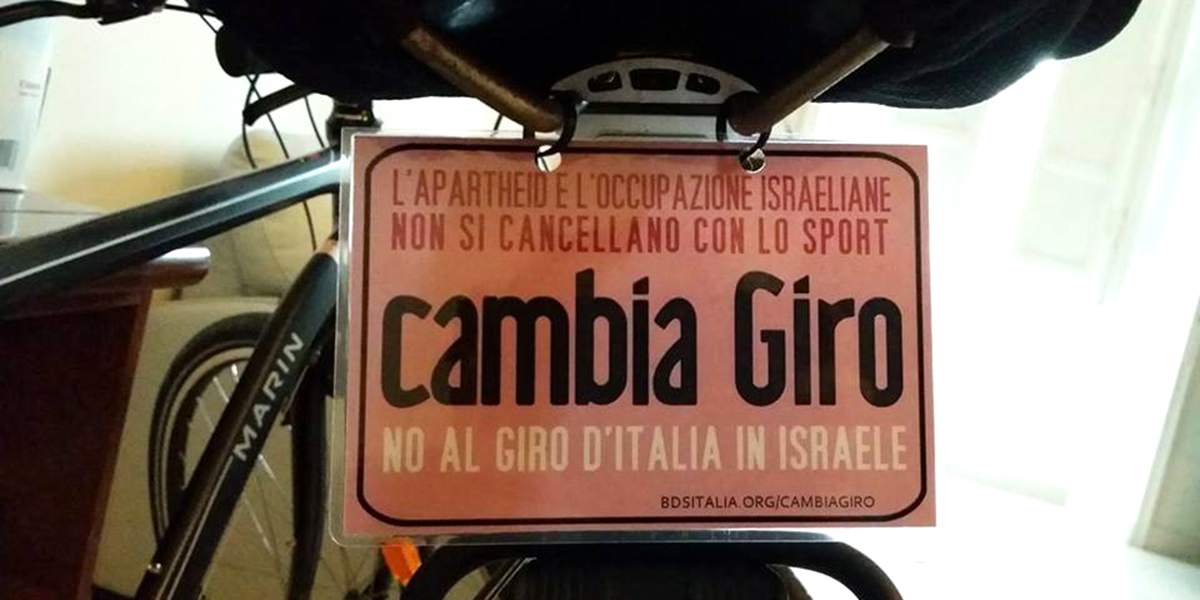 L'APARTHEID E L'OCCUPAZIONE ISRAELIANE
NON SI CANCELLANO CON LO SPORT
cambia Giro
NO AL GIRO D'ITALIA IN ISRAELE
BDSITALIA.ORG/CAMBIAGIRO
MARIN